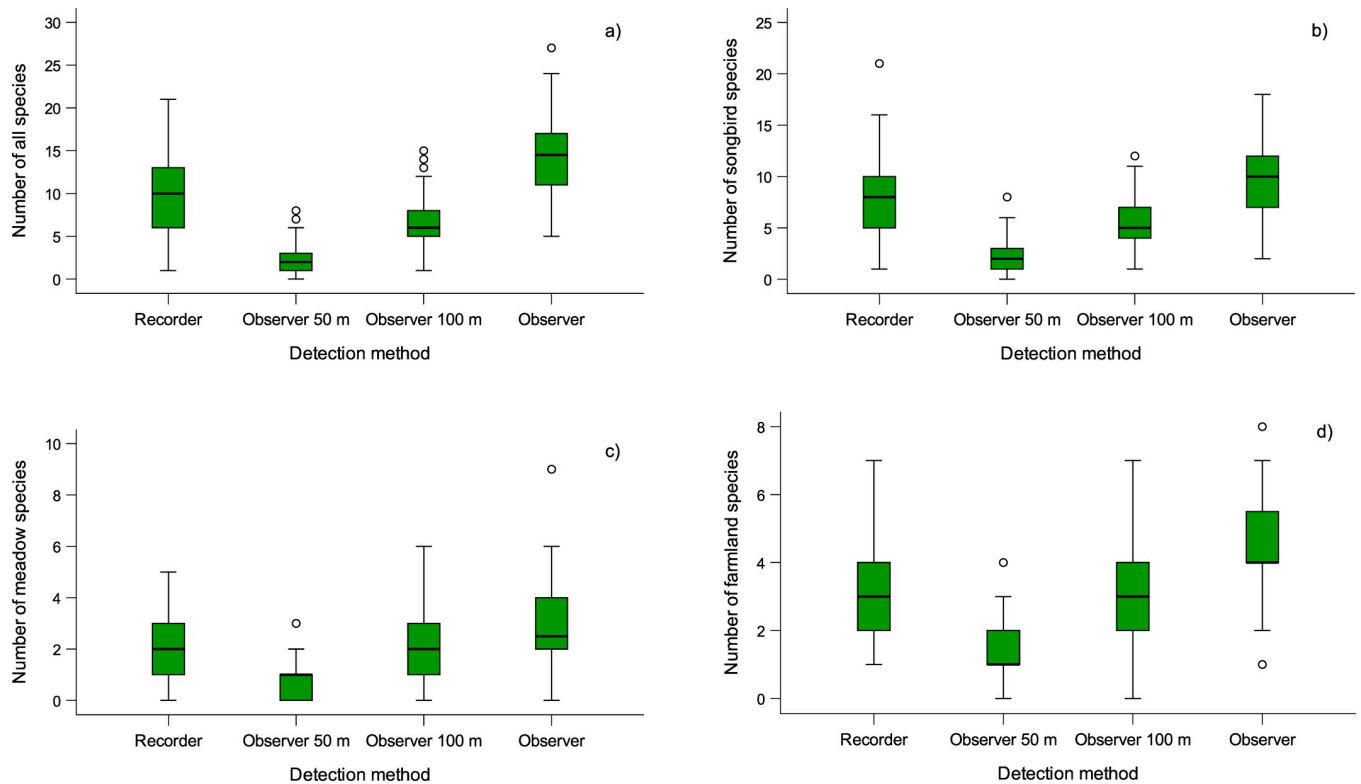 a)
Number of all species
30
25
20
15
10
5
0
Recorder Observer 50 m Observer 100 m Observer
Detection method
b)
Number of songbird species
25
20
15
10
5
0
Recorder Observer 50 m Observer 100 m Observer
Detection method
c)
Number of meadow species
10
8
6
4
2
0
Recorder Observer 50 m Observer 100 m Observer
Detection method
d)
Number of farmland species
8
6
4
2
0
Recorder Observer 50 m Observer 100 m Observer
Detection method